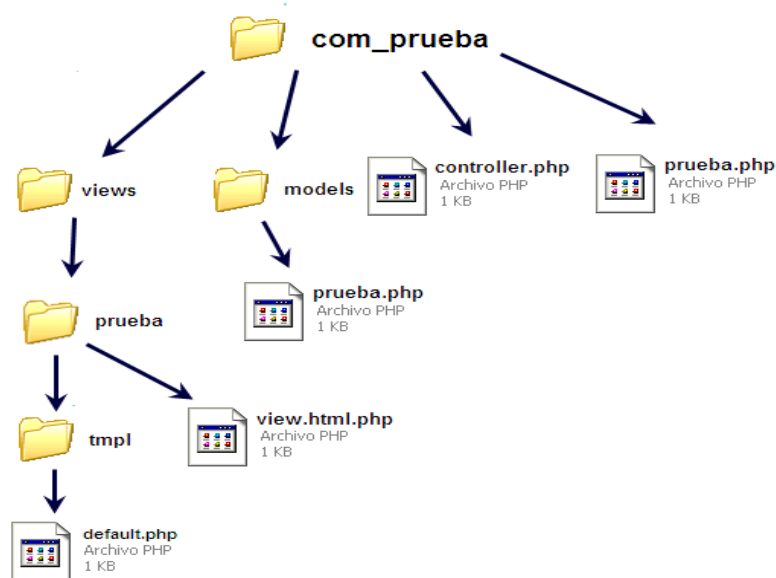 com_prueba
views
models
controller.php
Archivo PHP
1 KB
prueba.php
Archivo PHP
1 KB
prueba
prueba.php
Archivo PHP
1 KB
tmpl
view.html.php
Archivo PHP
1 KB
default.php
Archivo PHP
1 KB